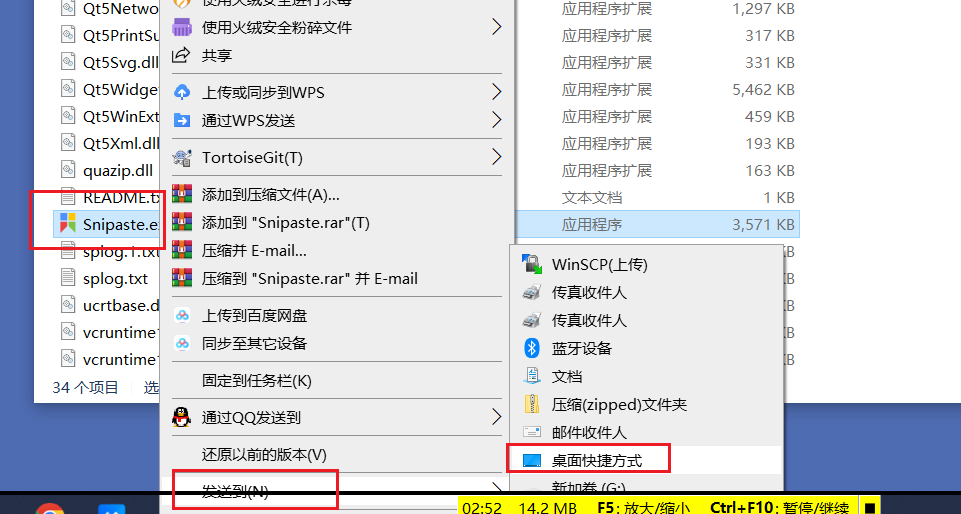 Qt5Netwo
应用程序扩展
1,297 KB
Qt5PrintSu
应用程序扩展
317 KB
Qt5Svg.dll
应用程序扩展
331 KB
Qt5Widge
应用程序扩展
5,462 KB
Qt5WinExt
应用程序扩展
459 KB
Qt5Xml.dll
应用程序扩展
193 KB
quazip.dll
应用程序扩展
163 KB
README.tx
文本文档
1 KB
Snipaste.e
应用程序
3,571 KB
splog.1.txt
KB
splog.txt
KB
ucrtbase.d
KB
vcruntime
KB
vcruntime
KB
34 个项目
选
使用火绒安全进行杀毒
使用火绒安全粉碎文件
共享
上传或同步到WPS
通过WPS发送
TortoiseGit(T)
添加到压缩文件(A)...
添加到 "Snipaste.rar"(T)
压缩并 E-mail...
压缩到 "Snipaste.rar" 并 E-mail
上传到百度网盘
同步至其它设备
固定到任务栏(K)
通过QQ发送到
还原以前的版本(V)
发送到(N)
WinSCP(上传)
传真收件人
传真收件人
蓝牙设备
文档
压缩(zipped)文件夹
邮件收件人
桌面快捷方式
新加卷 (G:)
02:52 14.2 MB F5: 放大/缩小 Ctrl+F10: 暂停/继续